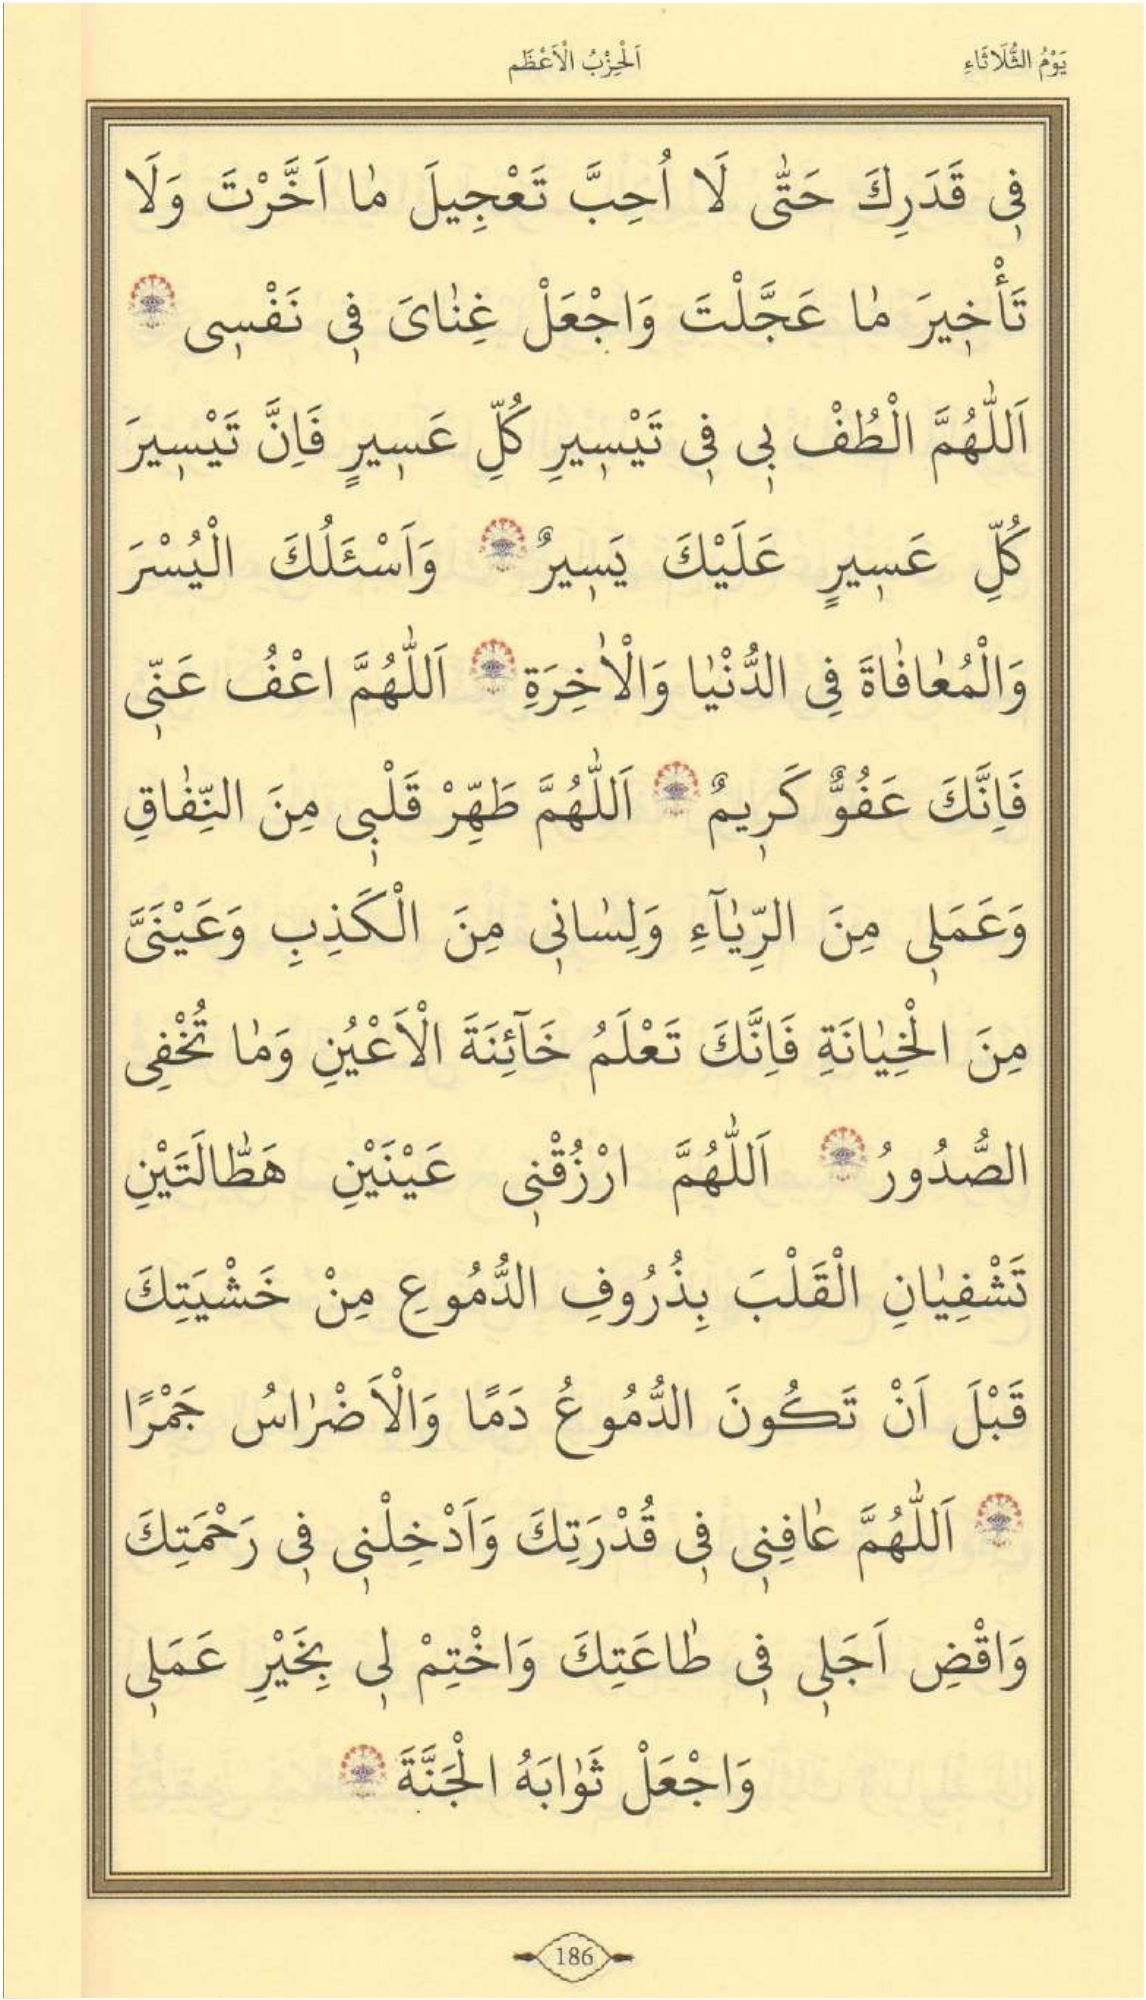 يَوْمُ الثُّلَاثَاءِ
اَلْحِزْبُ الْاَعْظَم
فِى قَدَرِكَ حَتّٰى لَا اُحِبَّ تَعْجِيلَ مٰا اَخَّرْتَ وَلَا
تَأْخٖيرَ مٰا عَجَّلْتَ وَاجْعَلْ غِنٰاىَ فٖى نَفْسٖى
اَللّٰهُمَّ الْطُفْ بٖى فٖى تَيْسٖيرِ كُلِّ عَسٖيرٍ فَاِنَّ تَيْسٖيرَ
كُلِّ عَسٖيرٍ عَلَيْكَ يَسٖيرٌ وَاَسْئَلُكَ الْيُسْرَ
وَالْمُعٰافٰاةَ فِى الدُّنْيٰا وَالْاٰخِرَةِ اَللّٰهُمَّ اعْفُ عَنّٖى
فَاِنَّكَ عَفُوٌّ كَرٖيمٌ اَللّٰهُمَّ طَهِّرْ قَلْبٖى مِنَ النِّفٰاقِ
وَعَمَلٖى مِنَ الرِّيٰٓاءِ وَلِسٰانٖى مِنَ الْكَذِبِ وَعَيْنَىَّ
مِنَ الْخِيٰانَةِ فَاِنَّكَ تَعْلَمُ خَٓائِنَةَ الْاَعْيُنِ وَمٰا تُخْفِى
الصُّدُورُ اَللّٰهُمَّ ارْزُقْنٖى عَيْنَيْنِ هَطّٰالَتَيْنِ
تَشْفِيٰانِ الْقَلْبَ بِذُرُوفِ الدُّمُوعِ مِنْ خَشْيَتِكَ
قَبْلَ اَنْ تَكُونَ الدُّمُوعُ دَمًا وَالْاَضْرٰاسُ جَمْرًا
اَللّٰهُمَّ عٰافِنٖى فٖى قُدْرَتِكَ وَاَدْخِلْنٖى فٖى رَحْمَتِكَ
وَاقْضِ اَجَلٖى فٖى طٰاعَتِكَ وَاخْتِمْ لٖى بِخَيْرِ عَمَلٖى
وَاجْعَلْ ثَوٰابَهُ الْجَنَّةَ
186